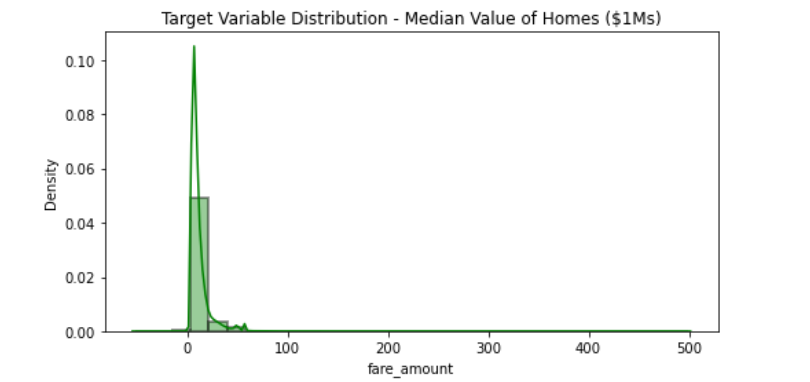 Target Variable Distribution - Median Value of Homes ($1Ms)
0.10
0.08
0.06
0.04
0.02
0.00
Density
0 100 200 300 400 500
fare_amount